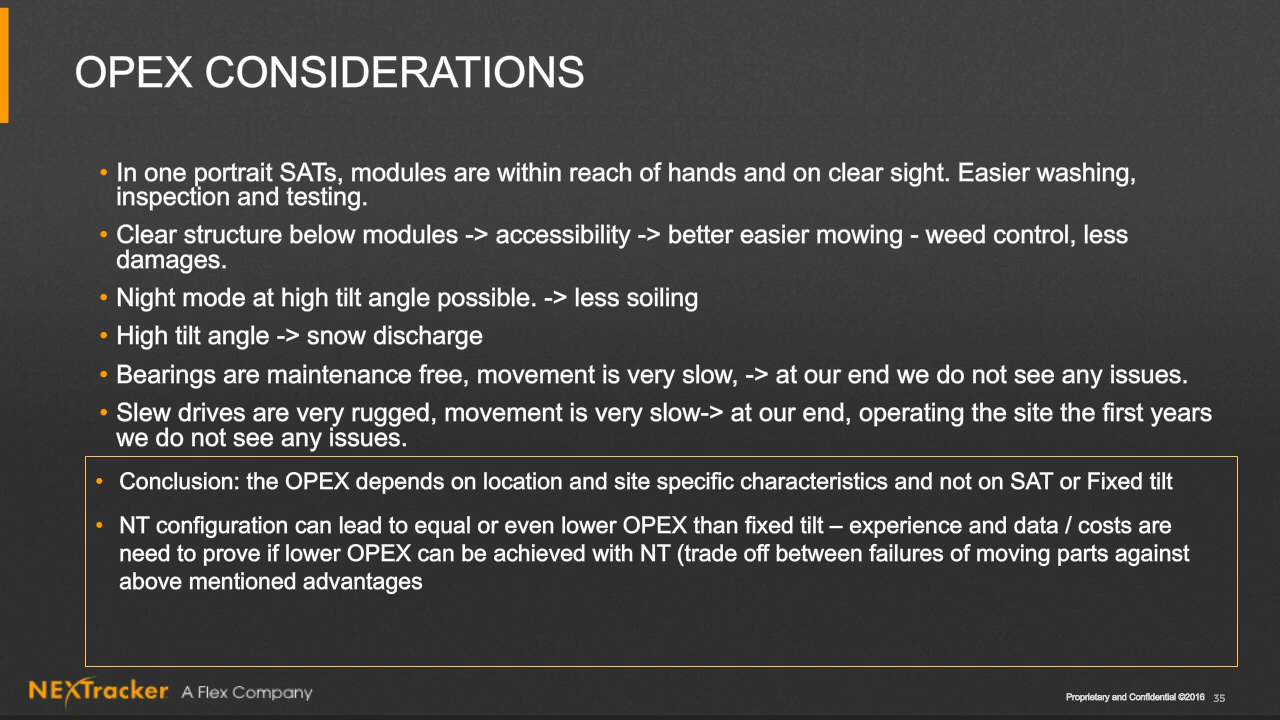 OPEX CONSIDERATIONS
• In one portrait SATs, modules are within reach of hands and on clear sight. Easier washing,
inspection and testing.
• Clear structure below modules -> accessibility -> better easier mowing - weed control, less
damages.
• Night mode at high tilt angle possible. -> less soiling
• High tilt angle -> snow discharge
• Bearings are maintenance free, movement is very slow, -> at our end we do not see any issues.
• Slew drives are very rugged, movement is very slow-> at our end, operating the site the first years
we do not see any issues.
• Conclusion: the OPEX depends on location and site specific characteristics and not on SAT or Fixed tilt
• NT configuration can lead to equal or even lower OPEX than fixed tilt – experience and data / costs are
need to prove if lower OPEX can be achieved with NT (trade off between failures of moving parts against
above mentioned advantages
NEXTracker A Flex Company
Proprietary and Confidential ©2016 35